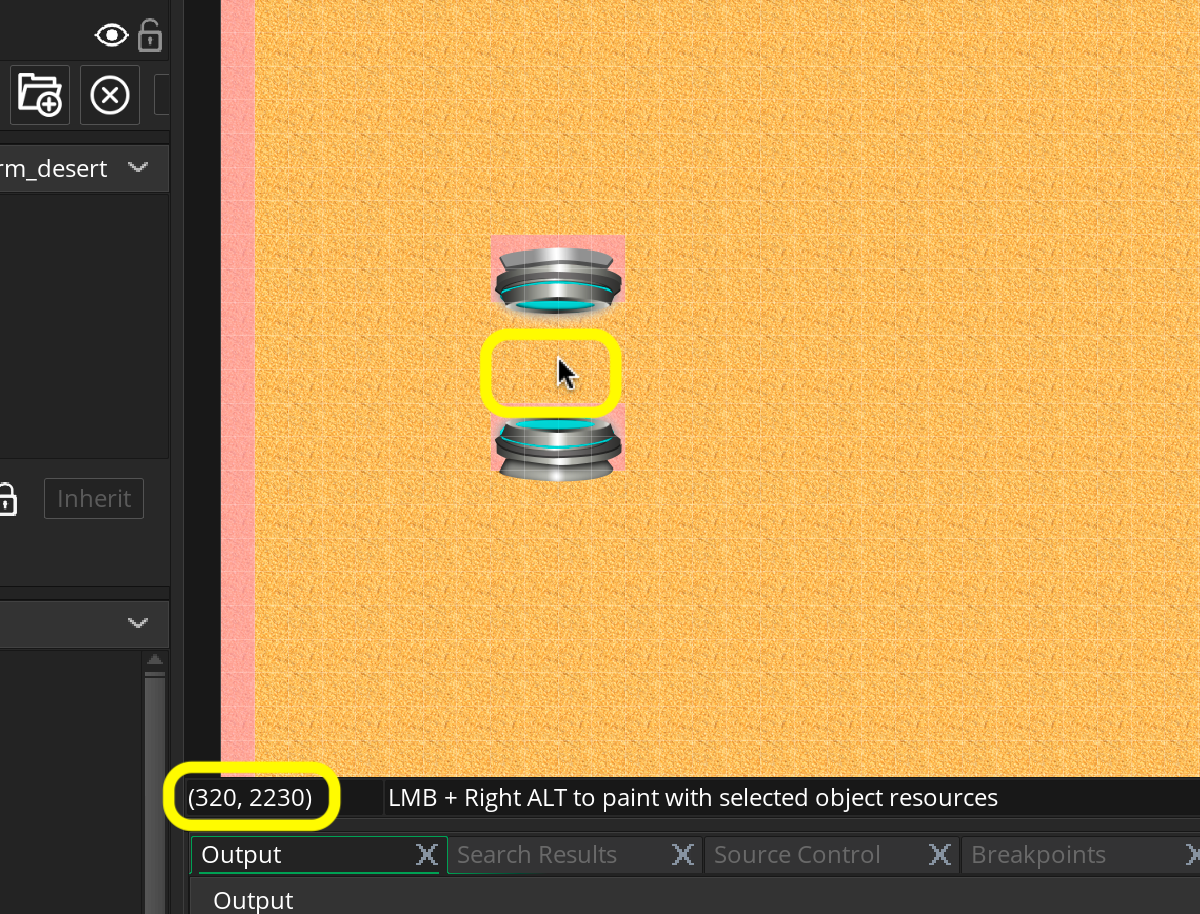 rm_desert
Inherit
(320, 2230)
LMB + Right ALT to paint with selected object resources
Output
Search Results
Source Control
Breakpoints
Output